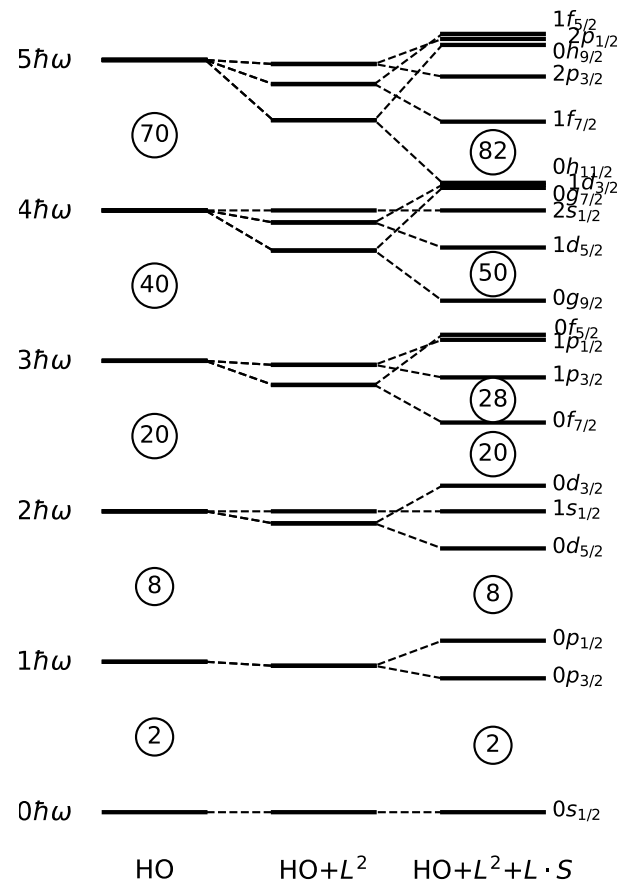 1f5/2
2p1/2
0h9/2
5ħω
2p3/2
1f7/2
70
82
0h11/2
1d3/2
0g7/2
4ħω
2s1/2
1d5/2
40
50
0g9/2
0f5/2
1p1/2
3ħω
1p3/2
28
0f7/2
20
20
0d3/2
2ħω
1s1/2
0d5/2
8
8
0p1/2
1ħω
0p3/2
2
2
0ħω
0s1/2
HO HO+L² HO+L²+L · S